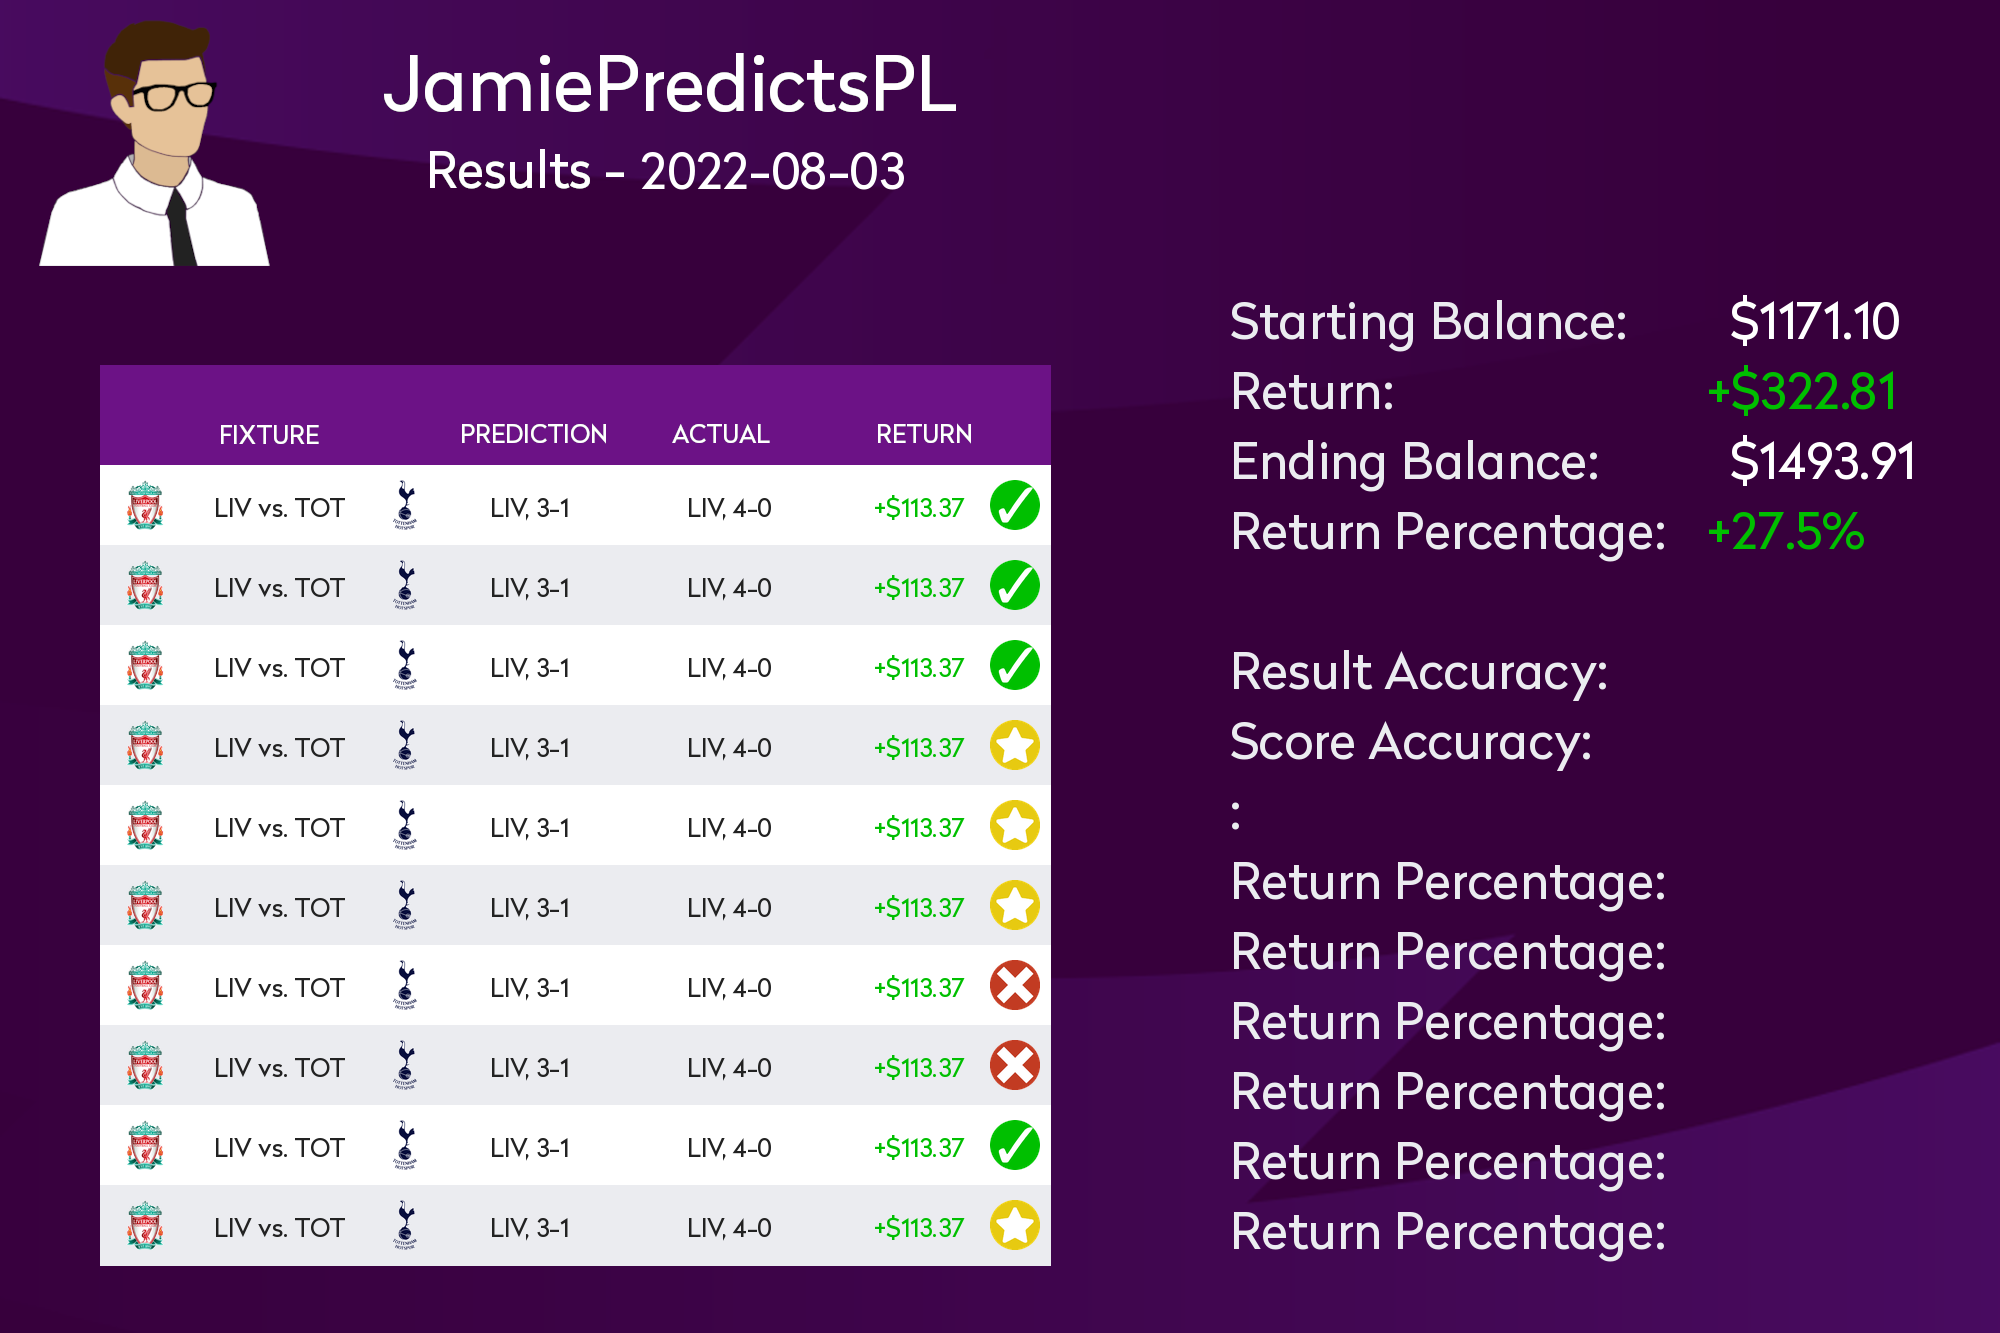 JamiePredictsPL
Results - 2022-08-03
FIXTURE PREDICTION ACTUAL RETURN
LIV vs. TOT LIV, 3-1 LIV, 4-0 +$113.37
LIV vs. TOT LIV, 3-1 LIV, 4-0 +$113.37
LIV vs. TOT LIV, 3-1 LIV, 4-0 +$113.37
LIV vs. TOT LIV, 3-1 LIV, 4-0 +$113.37
LIV vs. TOT LIV, 3-1 LIV, 4-0 +$113.37
LIV vs. TOT LIV, 3-1 LIV, 4-0 +$113.37
LIV vs. TOT LIV, 3-1 LIV, 4-0 +$113.37
LIV vs. TOT LIV, 3-1 LIV, 4-0 +$113.37
LIV vs. TOT LIV, 3-1 LIV, 4-0 +$113.37
LIV vs. TOT LIV, 3-1 LIV, 4-0 +$113.37
Starting Balance: $1171.10
Return: +$322.81
Ending Balance: $1493.91
Return Percentage: +27.5%
Result Accuracy:
Score Accuracy:
:
Return Percentage:
Return Percentage:
Return Percentage:
Return Percentage:
Return Percentage:
Return Percentage: